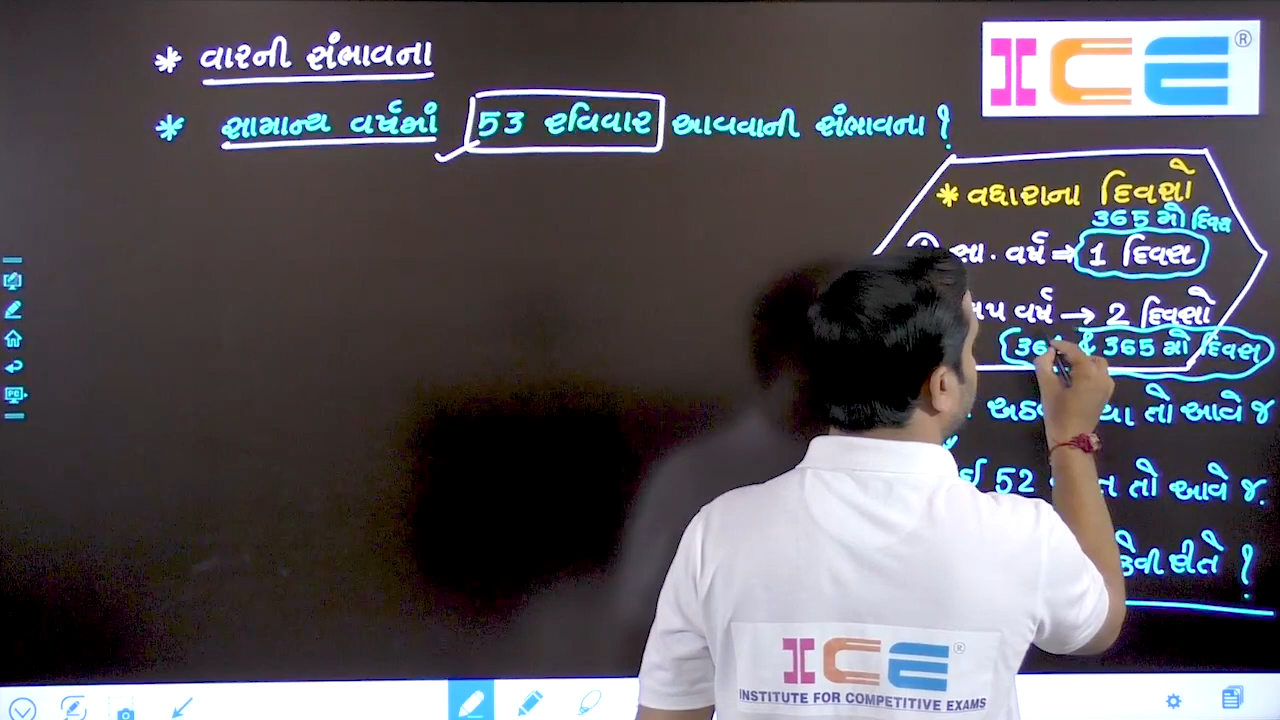 * વારની સંભાવના
* સામાન્ય વર્ષમાં 53 રવિવાર આવવાની સંભાવના ?
ICE®
* વધારાના દિવસો
365 મો દિવસ
સા. વર્ષ ⇒ 1 દિવસ
વર્ષ → 2 દિવસો
365 મો દિવસ
તો આવે જ
52 તો આવે જ.
કેવી રીતે ?
ICE®
INSTITUTE FOR COMPETITIVE EXAMS